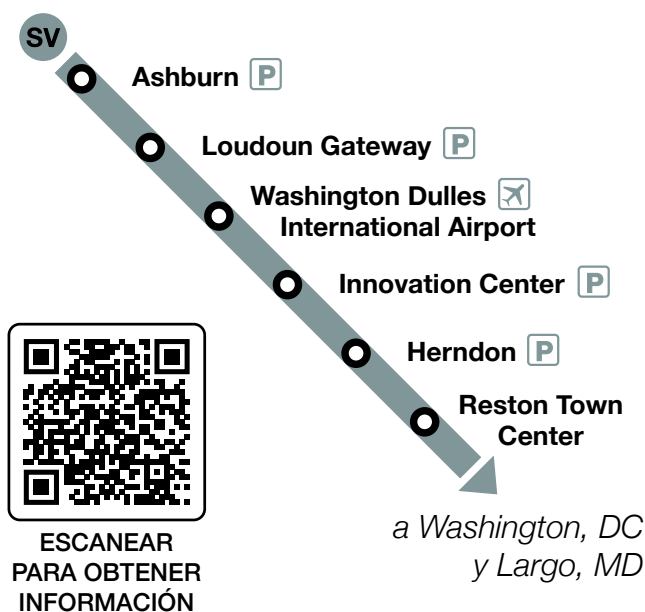 SV
Ashburn P
Loudoun Gateway P
Washington Dulles
International Airport
Innovation Center P
Herndon P
Reston Town
Center
a Washington, DC
y Largo, MD
ESCANEAR
PARA OBTENER
INFORMACIÓN